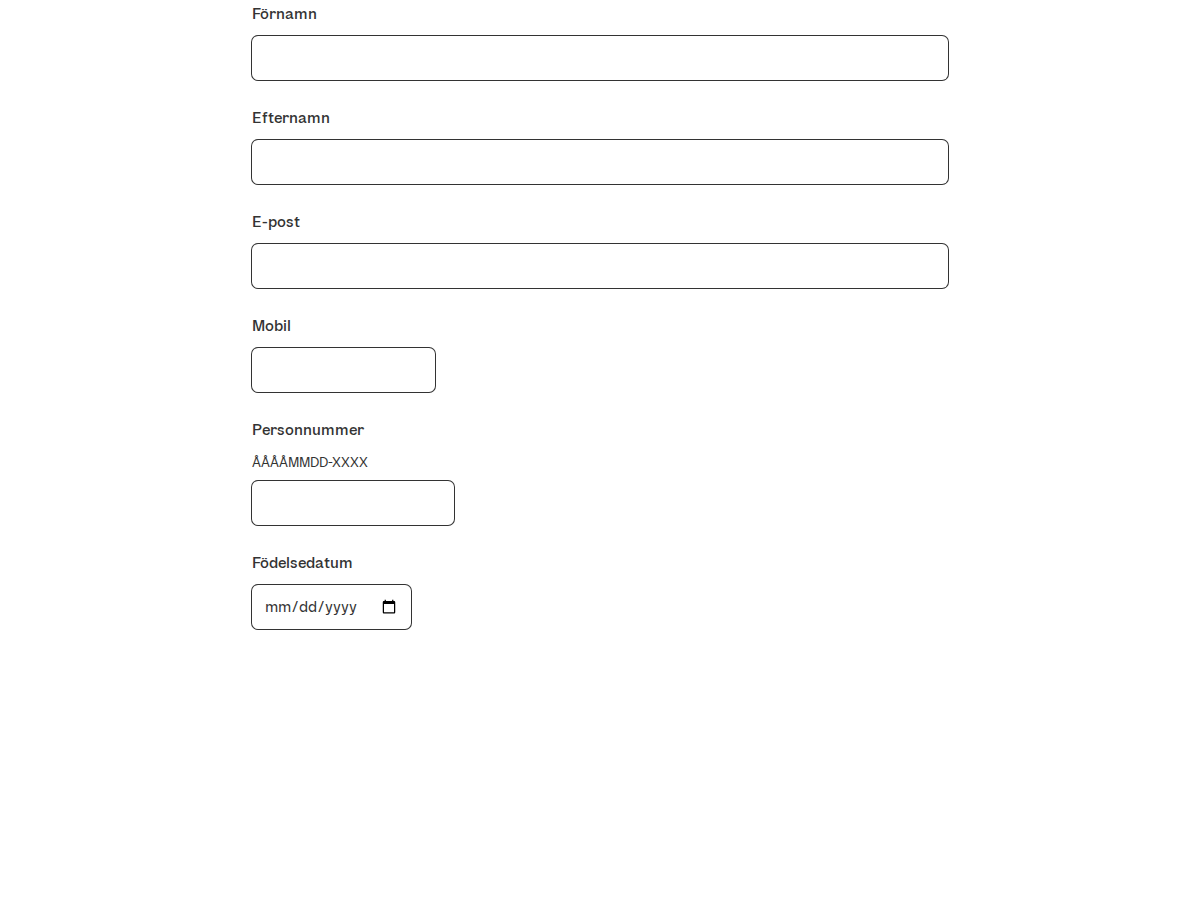 Förnamn
Efternamn
E-post
Mobil
Personnummer
ÅÅÅÅMMDD-XXXX
Födelsedatum
mm/dd/yyyy